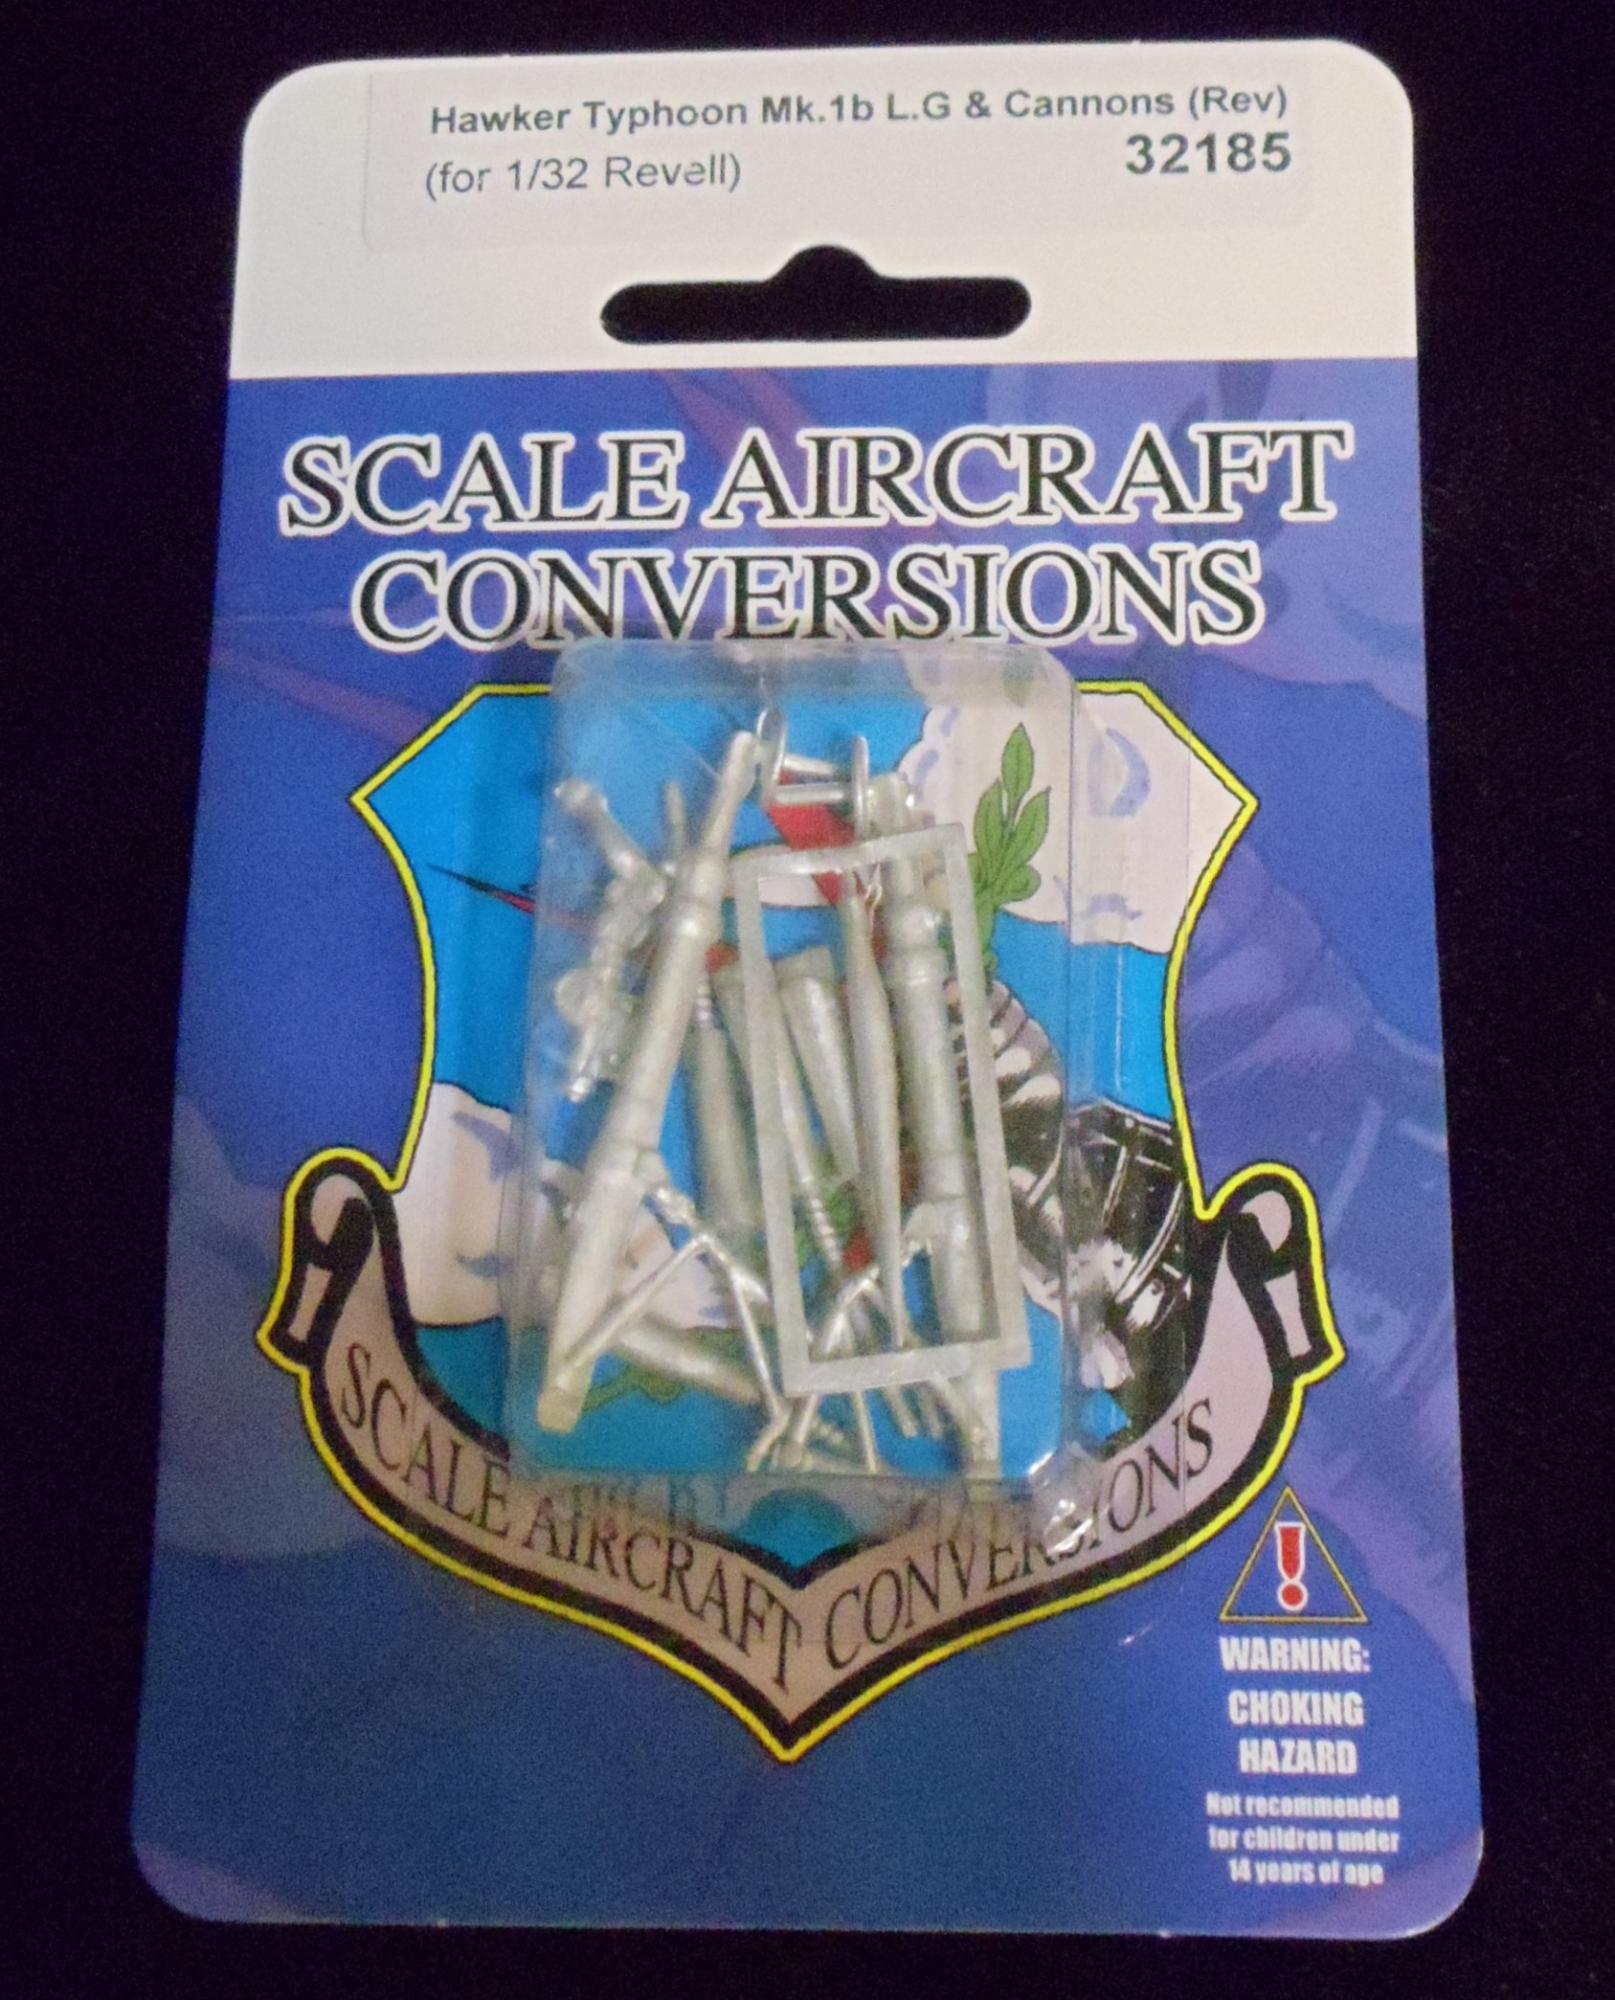 Hawker Typhoon Mk.1b L.G & Cannons (Rev)
(for 1/32 Revell) 32185
SCALE AIRCRAFT
CONVERSIONS
SCALE AIRCRAFT CONVERSIONS
WARNING:
CHOKING
HAZARD
Not recommended
for children under
14 years of age